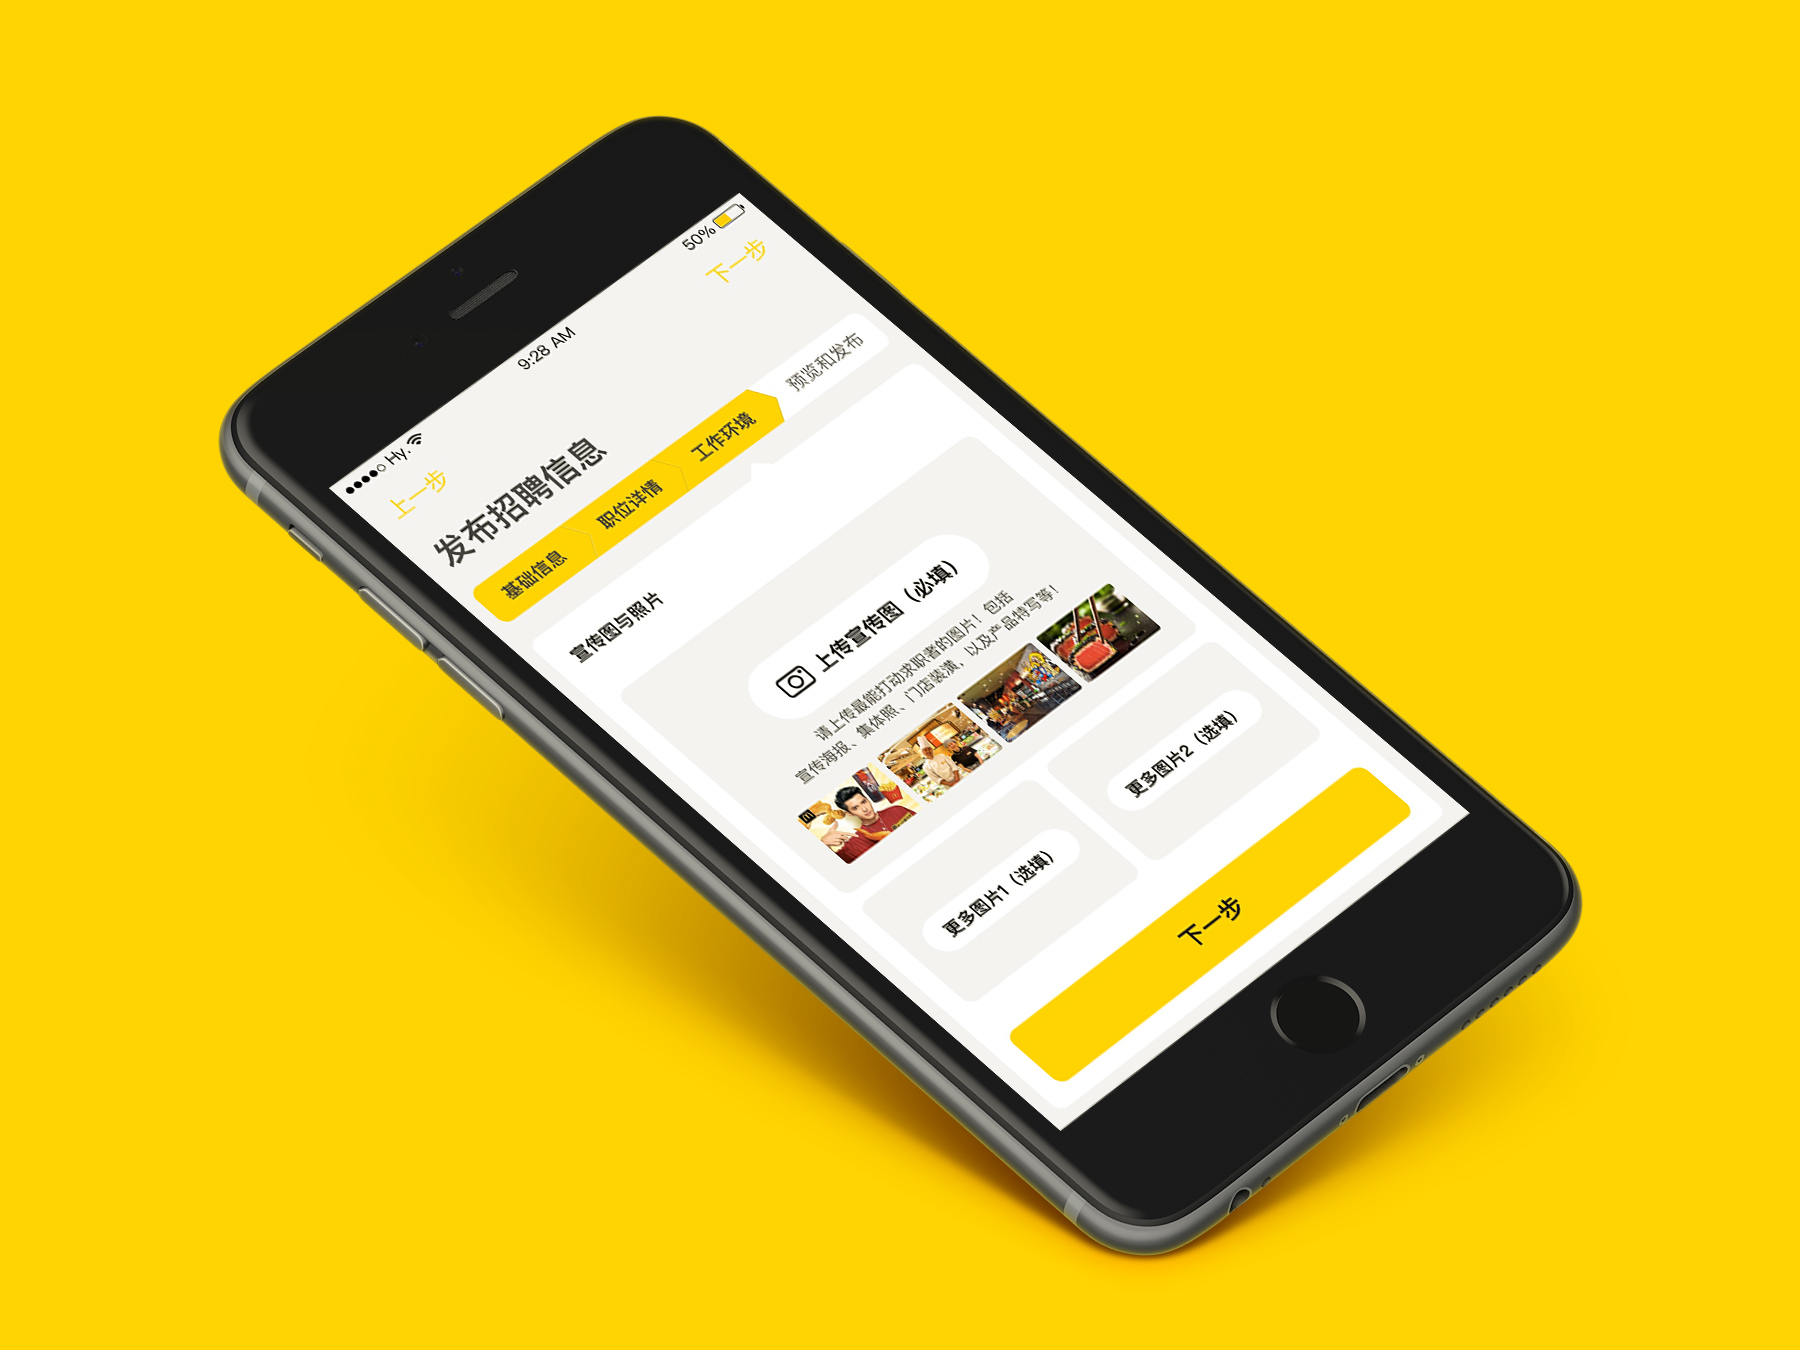 Hy.
9:28 AM
50%
上一步
下一步
发布招聘信息
基础信息
职位详情
工作环境
预览和发布
宣传图与照片
上传宣传图（必填）
请上传最能打动求职者的图片！包括
宣传海报、集体照、门店装潢，以及产品特写等！
更多图片1（选填）
更多图片2（选填）
下一步